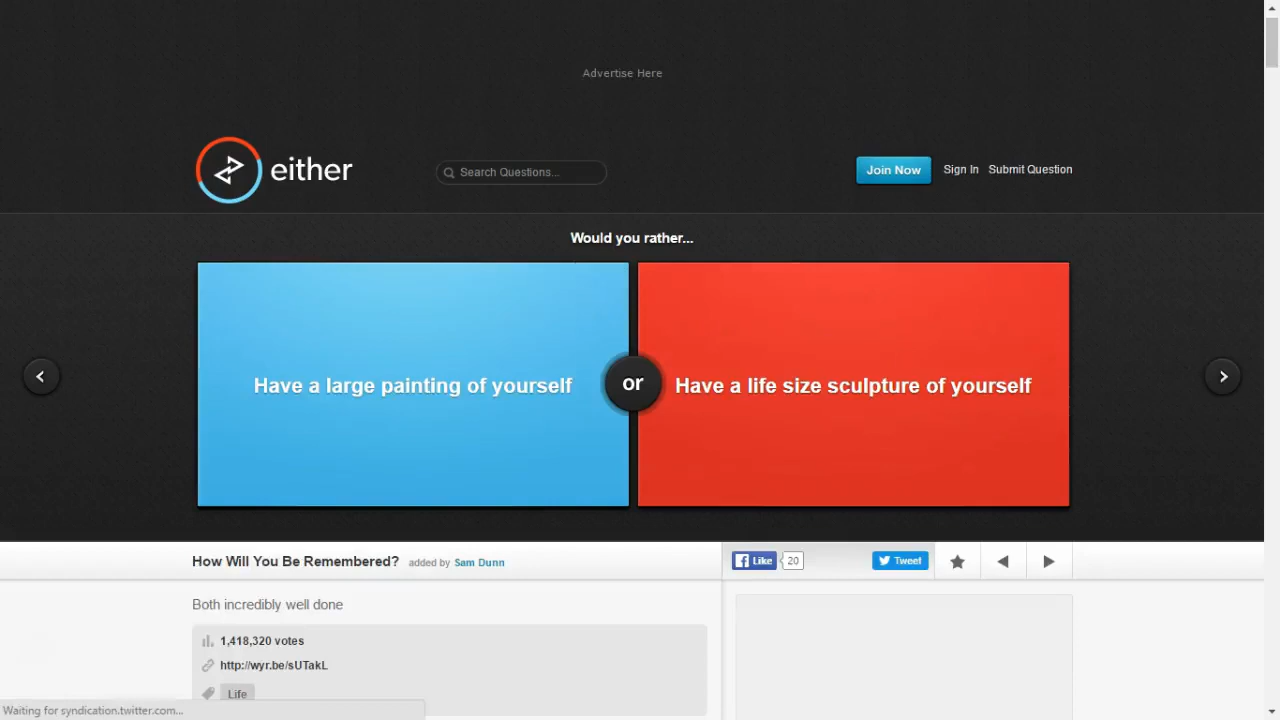 Advertise Here
either
Search Questions...
Join Now
Sign In
Submit Question
Would you rather...
Have a large painting of yourself
or
Have a life size sculpture of yourself
How Will You Be Remembered? added by Sam Dunn
Like
20
Tweet
Both incredibly well done
1,418,320 votes
http://wyr.be/sUTakL
Life
Waiting for syndication.twitter.com...